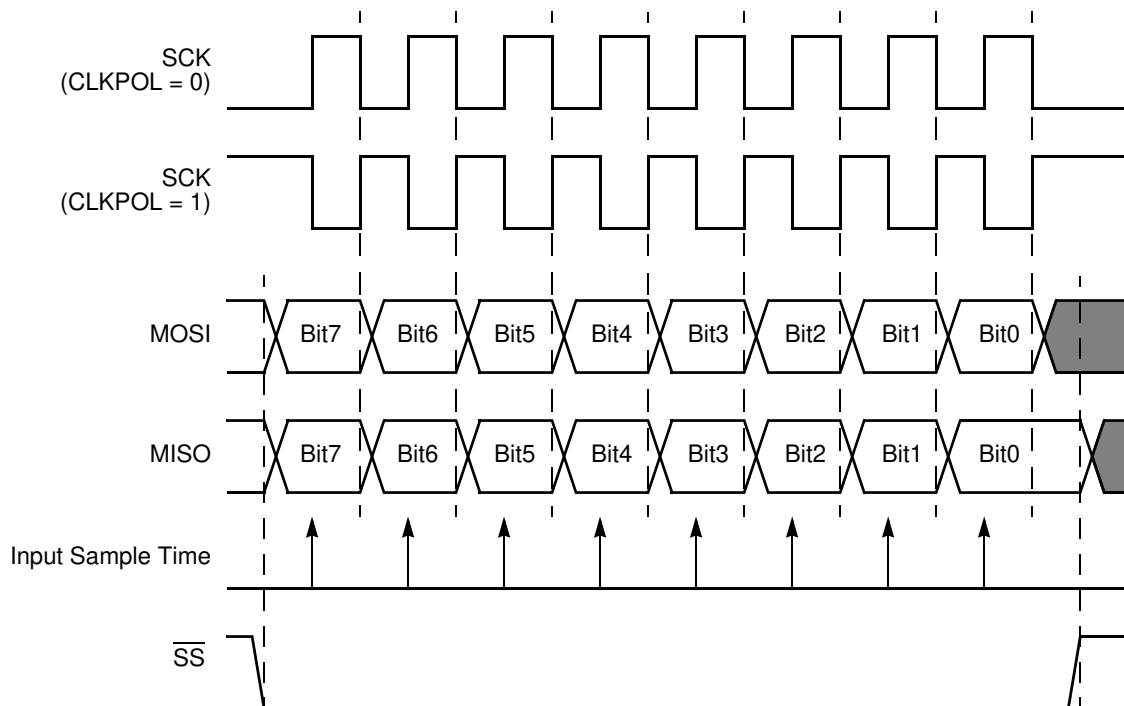 SCK
(CLKPOL = 0)
SCK
(CLKPOL = 1)
MOSI
Bit7 Bit6 Bit5 Bit4 Bit3 Bit2 Bit1 Bit0
MISO
Bit7 Bit6 Bit5 Bit4 Bit3 Bit2 Bit1 Bit0
Input Sample Time
S̅S̅